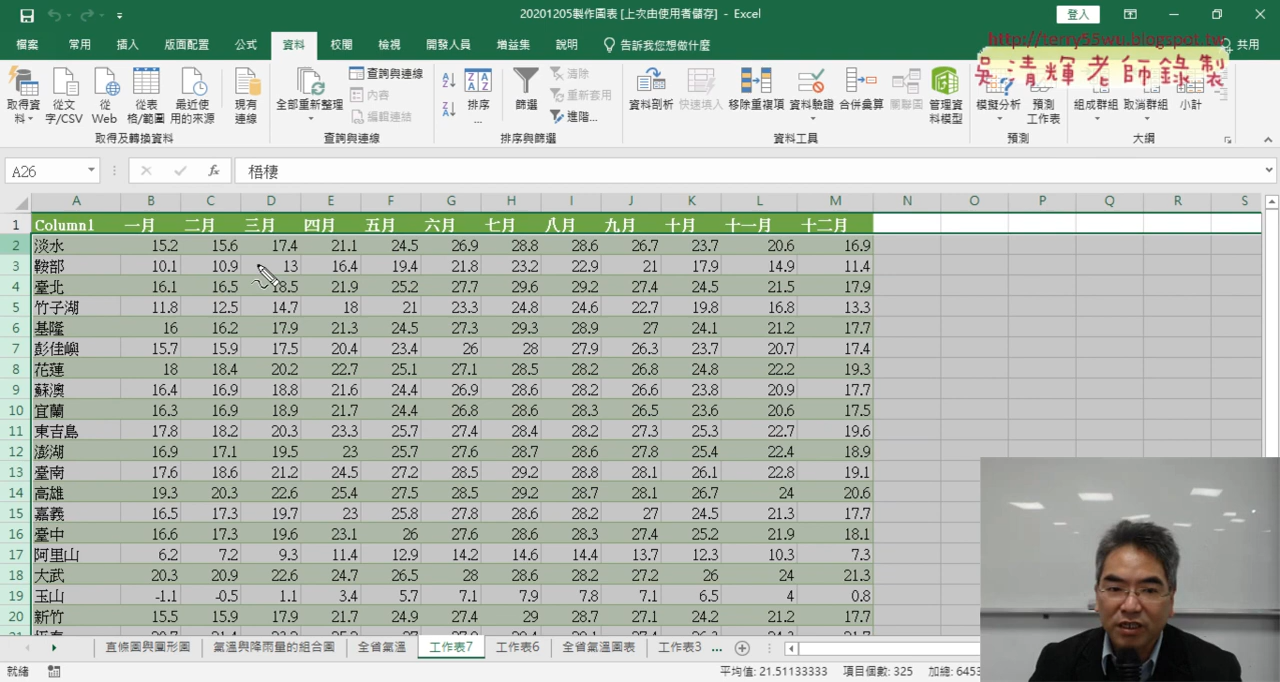 20201205製作圖表 [上次由使用者儲存] - Excel
登入
檔案 常用 插入 版面配置 公式 資料 校閱 檢視 開發人員 增益集 說明 告訴我您想做什麼 共用
http://terry55wu.blogspot.tw
吳清輝老師錄製
取得資料 從文字/CSV 從Web 從表格/範圍 最近使用的來源 現有連線
取得及轉換資料
全部重新整理 查詢與連線 內容 編輯連結
查詢與連線
排序 篩選 清除 重新套用 進階...
排序與篩選
資料剖析 快速填入 移除重複項 資料驗證 合併彙算 關聯圖 管理資料模型
資料工具
模擬分析 預測工作表
預測
組成群組 取消群組 小計
大綱
A26 fx 梧棲
A B C D E F G H I J K L M N O P Q R S
1 Column1 一月 二月 三月 四月 五月 六月 七月 八月 九月 十月 十一月 十二月
2 淡水 15.2 15.6 17.4 21.1 24.5 26.9 28.8 28.6 26.7 23.7 20.6 16.9
3 鞍部 10.1 10.9 13 16.4 19.4 21.8 23.2 22.9 21 17.9 14.9 11.4
4 臺北 16.1 16.5 18.5 21.9 25.2 27.7 29.6 29.2 27.4 24.5 21.5 17.9
5 竹子湖 11.8 12.5 14.7 18 21 23.3 24.8 24.6 22.7 19.8 16.8 13.3
6 基隆 16 16.2 17.9 21.3 24.5 27.3 29.3 28.9 27 24.1 21.2 17.7
7 彭佳嶼 15.7 15.9 17.5 20.4 23.4 26 28 27.9 26.3 23.7 20.7 17.4
8 花蓮 18 18.4 20.2 22.7 25.1 27.1 28.5 28.2 26.8 24.8 22.2 19.3
9 蘇澳 16.4 16.9 18.8 21.6 24.4 26.9 28.6 28.2 26.6 23.8 20.9 17.7
10 宜蘭 16.3 16.9 18.9 21.7 24.4 26.8 28.6 28.3 26.5 23.6 20.6 17.5
11 東吉島 17.8 18.2 20.3 23.3 25.7 27.4 28.4 28.2 27.3 25.3 22.7 19.6
12 澎湖 16.9 17.1 19.5 23 25.7 27.6 28.7 28.6 27.8 25.4 22.4 18.9
13 臺南 17.6 18.6 21.2 24.5 27.2 28.5 29.2 28.8 28.1 26.1 22.8 19.1
14 高雄 19.3 20.3 22.6 25.4 27.5 28.5 29.2 28.7 28.1 26.7 24 20.6
15 嘉義 16.5 17.3 19.7 23 25.8 27.8 28.6 28.2 27 24.5 21.3 17.7
16 臺中 16.6 17.3 19.6 23.1 26 27.6 28.6 28.3 27.4 25.2 21.9 18.1
17 阿里山 6.2 7.2 9.3 11.4 12.9 14.2 14.6 14.4 13.7 12.3 10.3 7.3
18 大武 20.3 20.9 22.6 24.7 26.5 28 28.6 28.2 27.2 26 24 21.3
19 玉山 -1.1 -0.5 1.1 3.4 5.7 7.1 7.9 7.8 7.1 6.5 4 0.8
20 新竹 15.5 15.9 17.9 21.7 24.9 27.4 29 28.7 27.1 24.2 21.2 17.7
直條圖與圓形圖 氣溫與降雨量的組合圖 全省氣溫 工作表7 工作表6 全省氣溫圖表 工作表3 ...
就緒 平均值: 21.51133333 項目個數: 325 加總: 6453